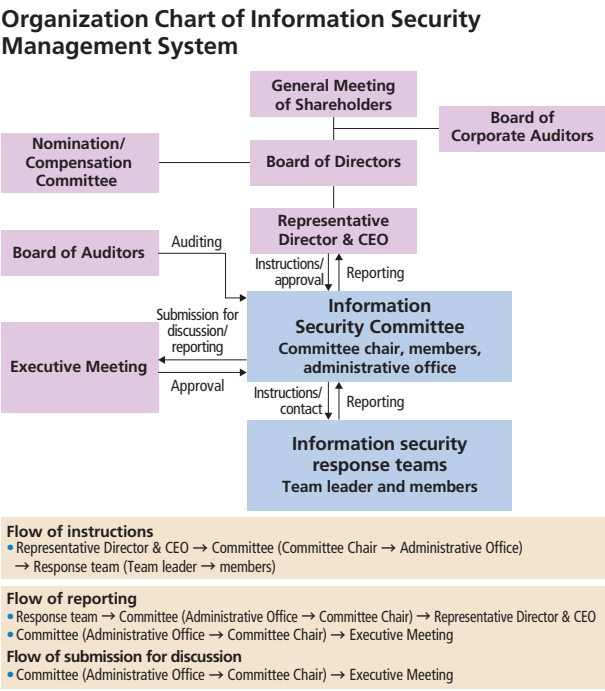 Organization Chart of Information Security
Management System
General Meeting
of Shareholders
Board of
Corporate Auditors
Nomination/
Compensation
Committee
Board of Directors
Representative
Director & CEO
Board of Auditors
Auditing
Instructions/
approval
Reporting
Information
Security Committee
Committee chair, members,
administrative office
Submission for
discussion/
reporting
Executive Meeting
Approval
Instructions/
contact
Reporting
Information security
response teams
Team leader and members
Flow of instructions
• Representative Director & CEO → Committee (Committee Chair → Administrative Office)
→ Response team (Team leader → members)
Flow of reporting
• Response team → Committee (Administrative Office → Committee Chair) → Representative Director & CEO
• Committee (Administrative Office → Committee Chair) → Executive Meeting
Flow of submission for discussion
• Committee (Administrative Office → Committee Chair) → Executive Meeting